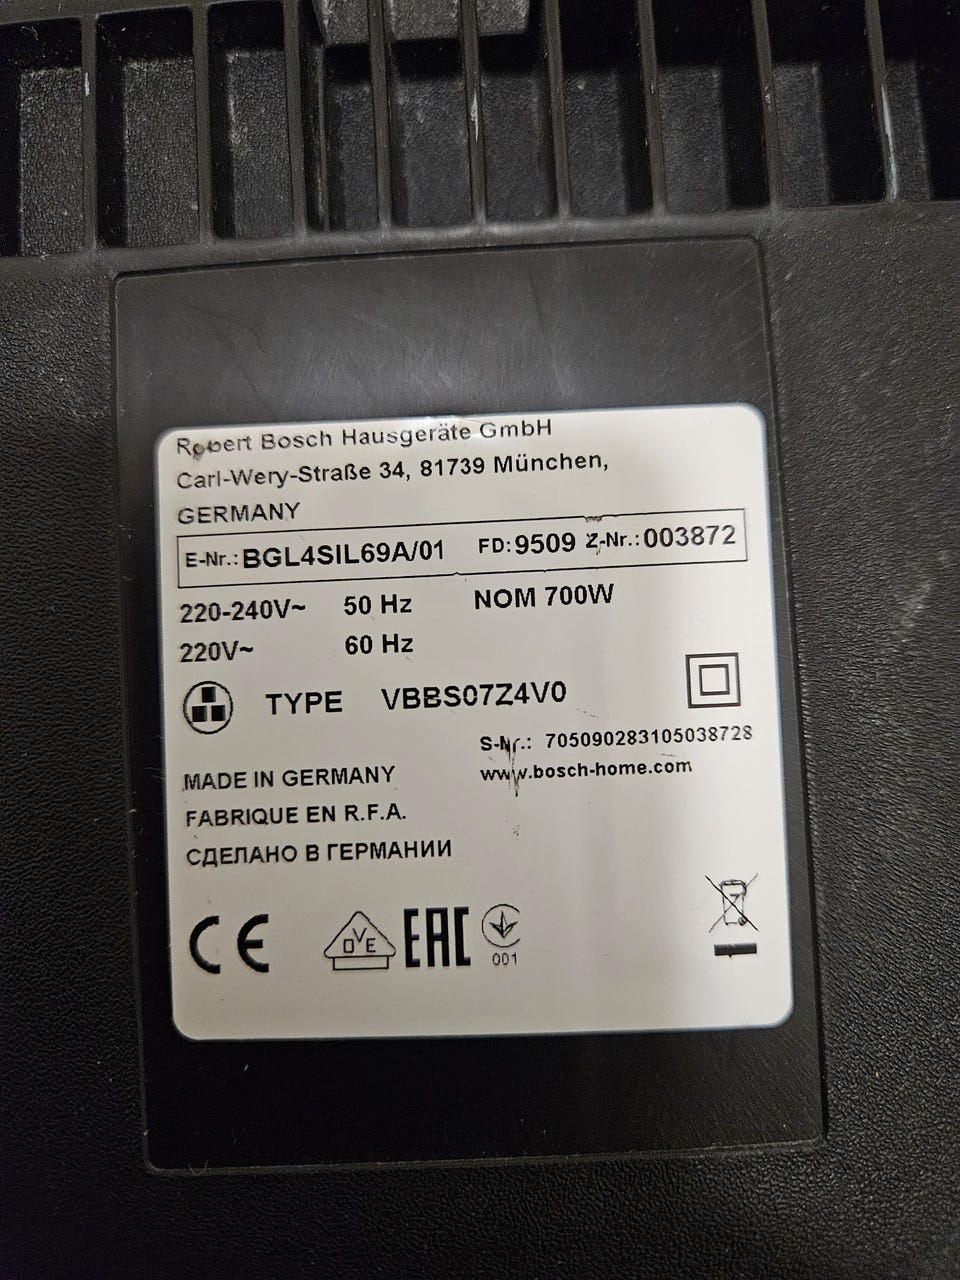 Robert Bosch Hausgeräte GmbH
Carl-Wery-Straße 34, 81739 München,
GERMANY
E-Nr.: BGL4SIL69A/01 FD: 9509 Z-Nr.: 003872
220-240V~ 50 Hz NOM 700W
220V~ 60 Hz
TYPE VBBS07Z4V0
S-Nr.: 705090283105038728
www.bosch-home.com
MADE IN GERMANY
FABRIQUE EN R.F.A.
СДЕЛАНО В ГЕРМАНИИ
CE OVE EAC 001